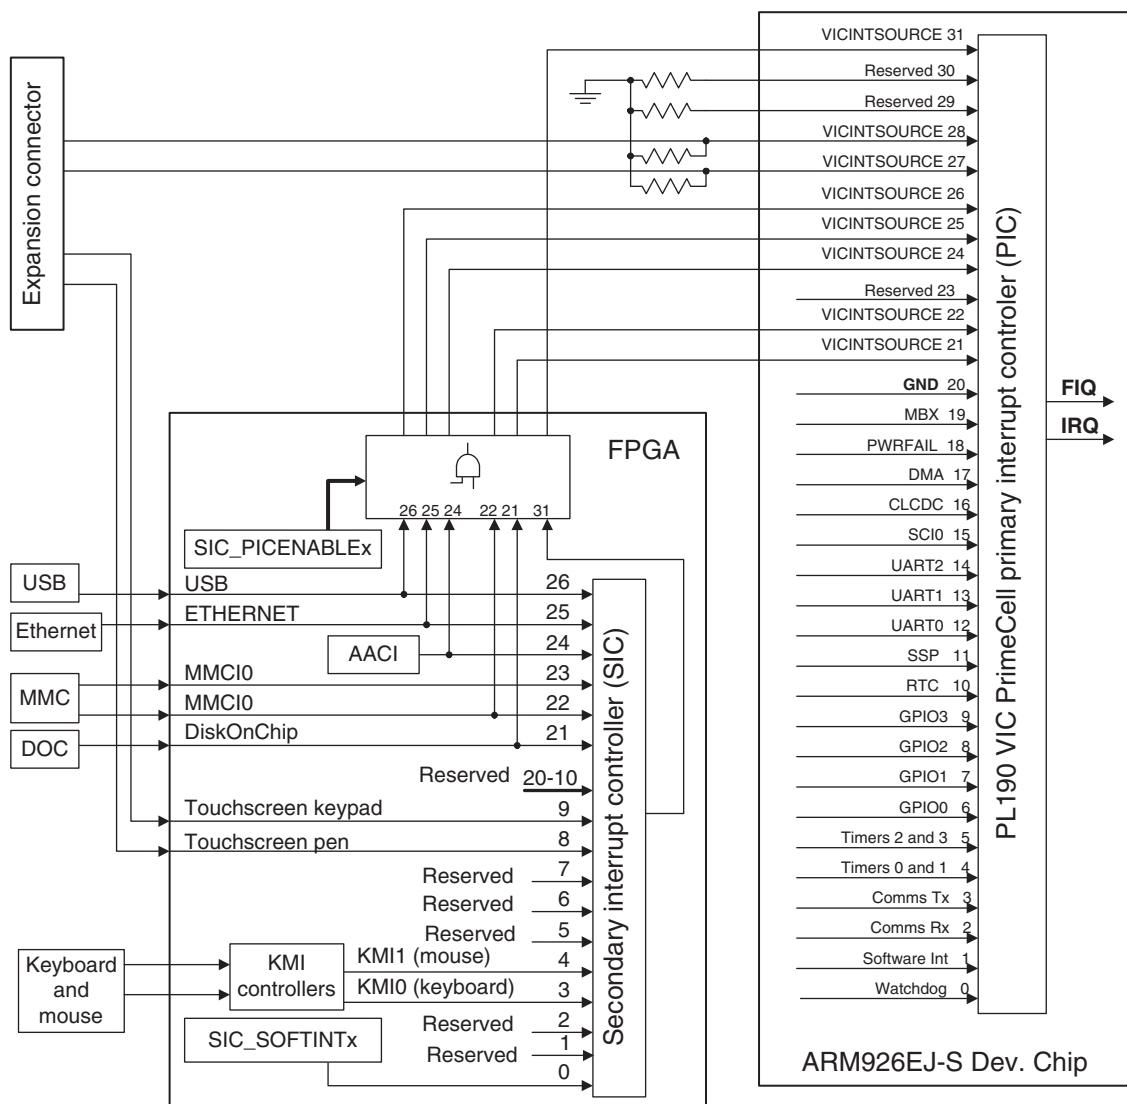 VICINTSOURCE 31
Reserved 30
Reserved 29
VICINTSOURCE 28
VICINTSOURCE 27
VICINTSOURCE 26
VICINTSOURCE 25
VICINTSOURCE 24
Reserved 23
VICINTSOURCE 22
VICINTSOURCE 21
GND 20
MBX 19
PWRFAIL 18
DMA 17
CLCDC 16
SCI0 15
UART2 14
UART1 13
UART0 12
SSP 11
RTC 10
GPIO3 9
GPIO2 8
GPIO1 7
GPIO0 6
Timers 2 and 3 5
Timers 0 and 1 4
Comms Tx 3
Comms Rx 2
Software Int 1
Watchdog 0
PL190 VIC PrimeCell primary interrupt controler (PIC)
FIQ
IRQ
ARM926EJ-S Dev. Chip
Expansion connector
FPGA
26 25 24 22 21 31
SIC_PICENABLEx
USB
USB 26
Ethernet
ETHERNET 25
AACI 24
MMC
MMCI0 23
MMCI0 22
DOC
DiskOnChip 21
Reserved 20-10
Touchscreen keypad 9
Touchscreen pen 8
Reserved 7
Reserved 6
Reserved 5
Keyboard
and
mouse
KMI
controllers
KMI1 (mouse) 4
KMI0 (keyboard) 3
Reserved 2
Reserved 1
SIC_SOFTINTx
0
Secondary interrupt controller (SIC)